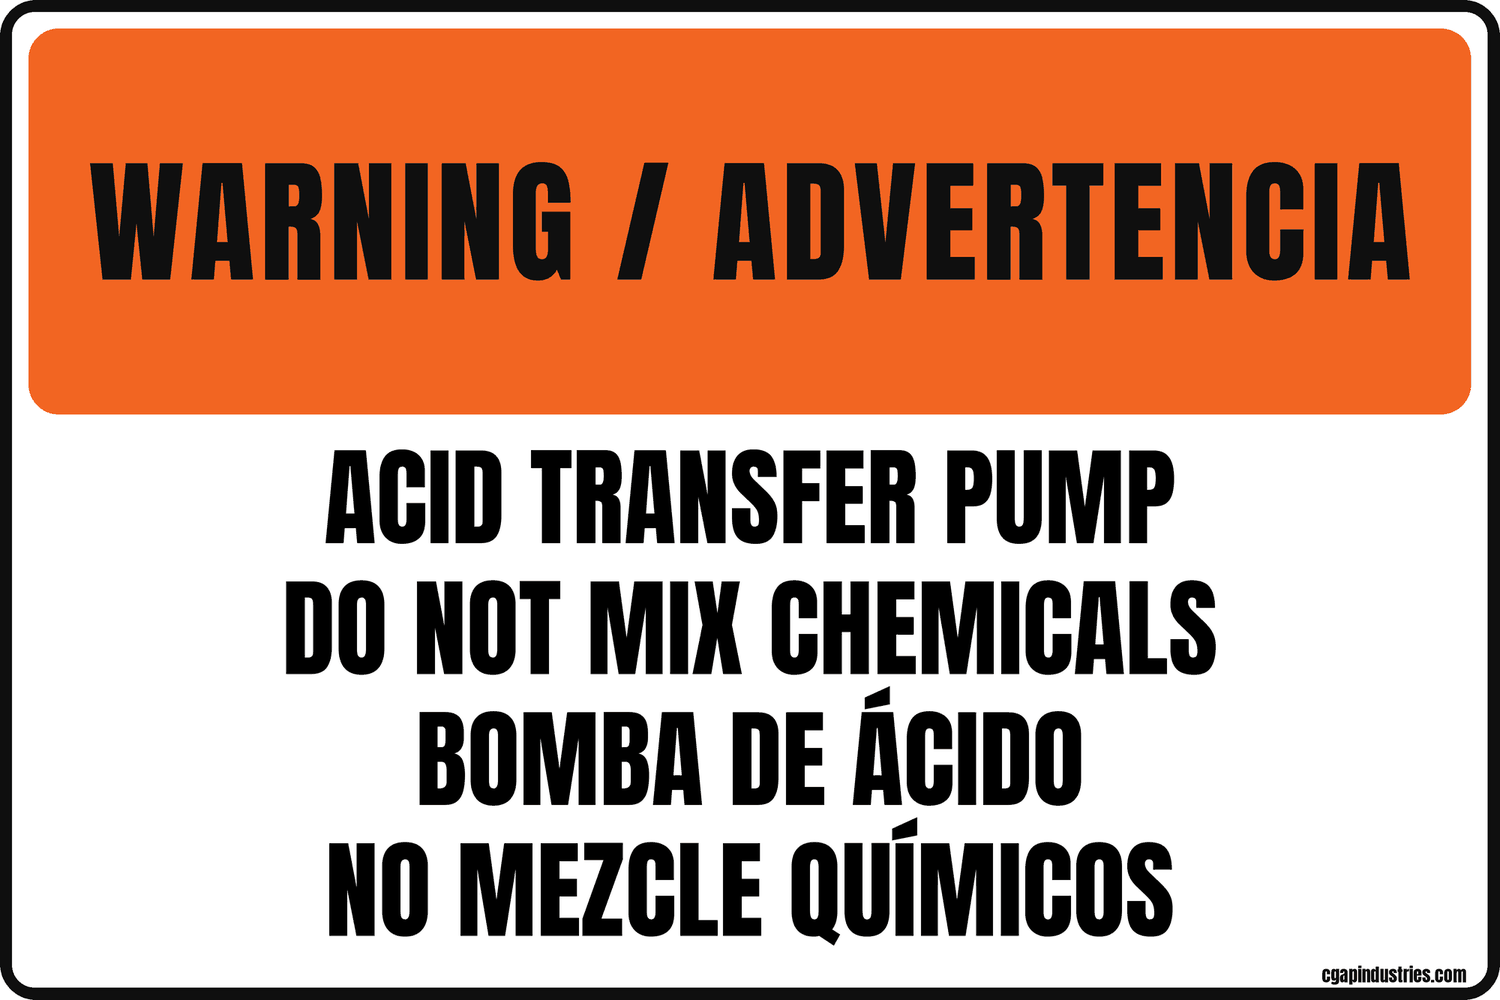 WARNING / ADVERTENCIA
ACID TRANSFER PUMP
DO NOT MIX CHEMICALS
BOMBA DE ÁCIDO
NO MEZCLE QUÍMICOS
cgapindustries.com